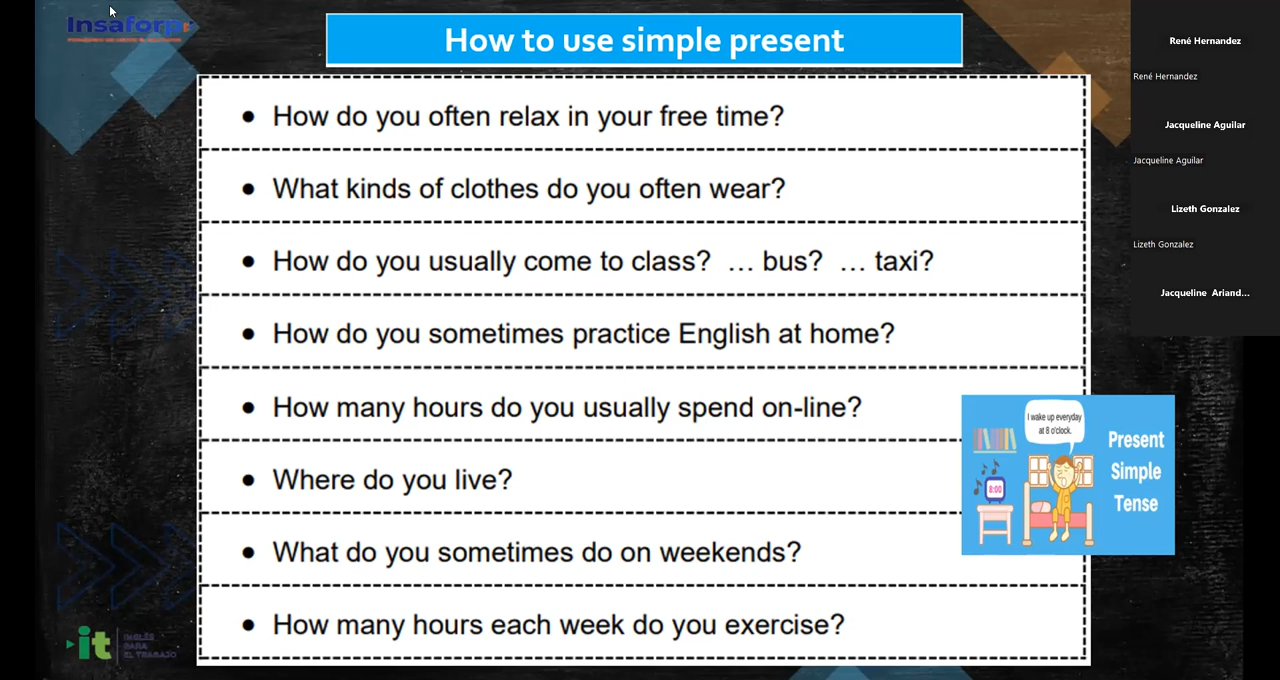 Insaforp
How to use simple present
• How do you often relax in your free time?
• What kinds of clothes do you often wear?
• How do you usually come to class? ... bus? ... taxi?
• How do you sometimes practice English at home?
• How many hours do you usually spend on-line?
• Where do you live?
• What do you sometimes do on weekends?
• How many hours each week do you exercise?
I wake up everyday
at 8 o'clock.
8:00
Present
Simple
Tense
it
INGLÉS
PARA
EL TRABAJO
René Hernandez
René Hernandez
Jacqueline Aguilar
Jacqueline Aguilar
Lizeth Gonzalez
Lizeth Gonzalez
Jacqueline Ariand...